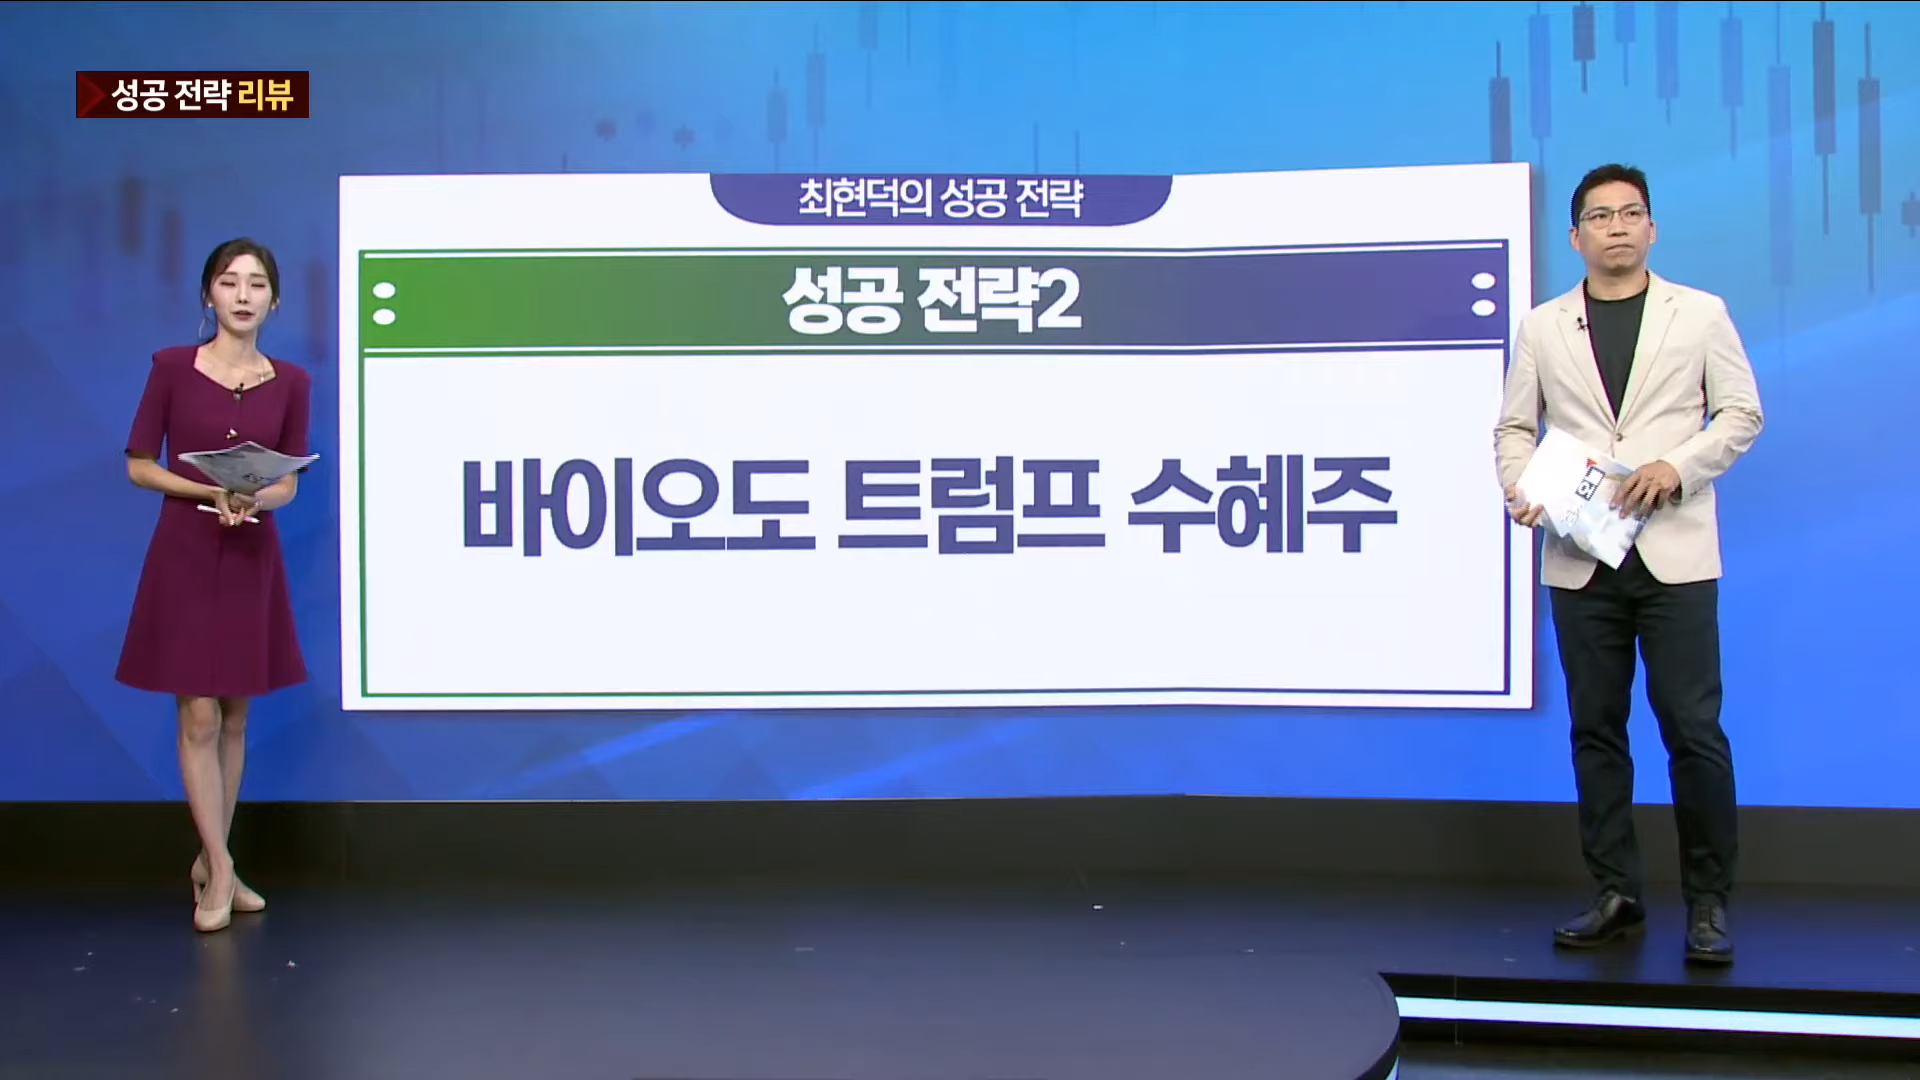 성공 전략 리뷰
최현덕의 성공 전략
성공 전략2
바이오도 트럼프 수혜주